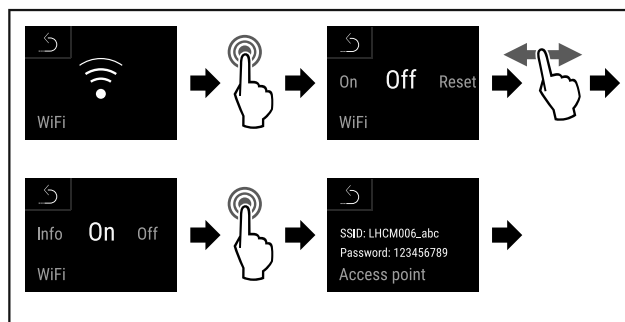 WiFi
On Off Reset
WiFi
Info On Off
WiFi
SSID: LHCM006_abc
Password: 123456789
Access point